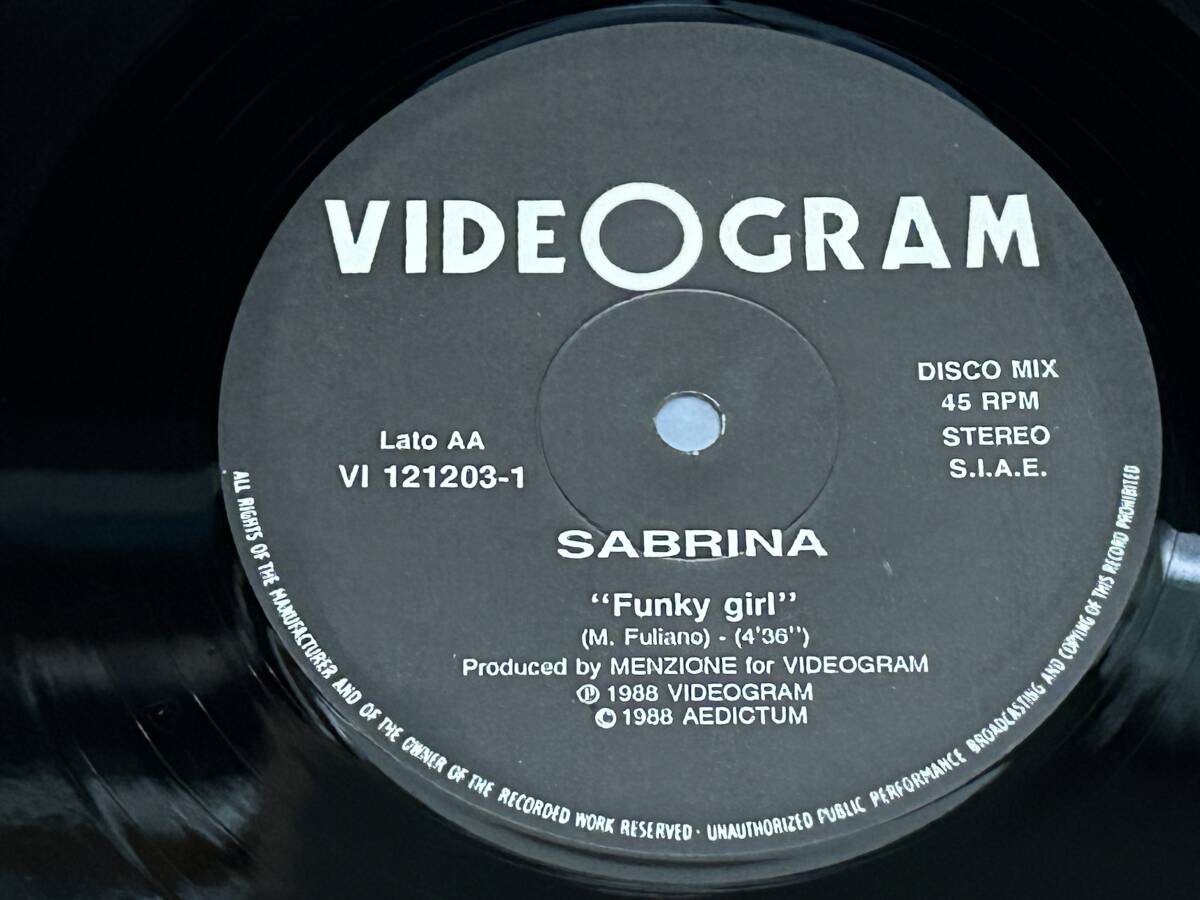 VIDEOGRAM
DISCO MIX
45 RPM
STEREO
S.I.A.E.
Lato AA
VI 121203-1
SABRINA
“Funky girl”
(M. Fuliano) - (4'36'')
Produced by MENZIONE for VIDEOGRAM
Ⓟ 1988 VIDEOGRAM
© 1988 AEDICTUM
ALL RIGHTS OF THE MANUFACTURER AND OF THE OWNER OF THE RECORDED WORK RESERVED · UNAUTHORIZED PUBLIC PERFORMANCE BROADCASTING AND COPYING OF THIS RECORD PROHIBITED